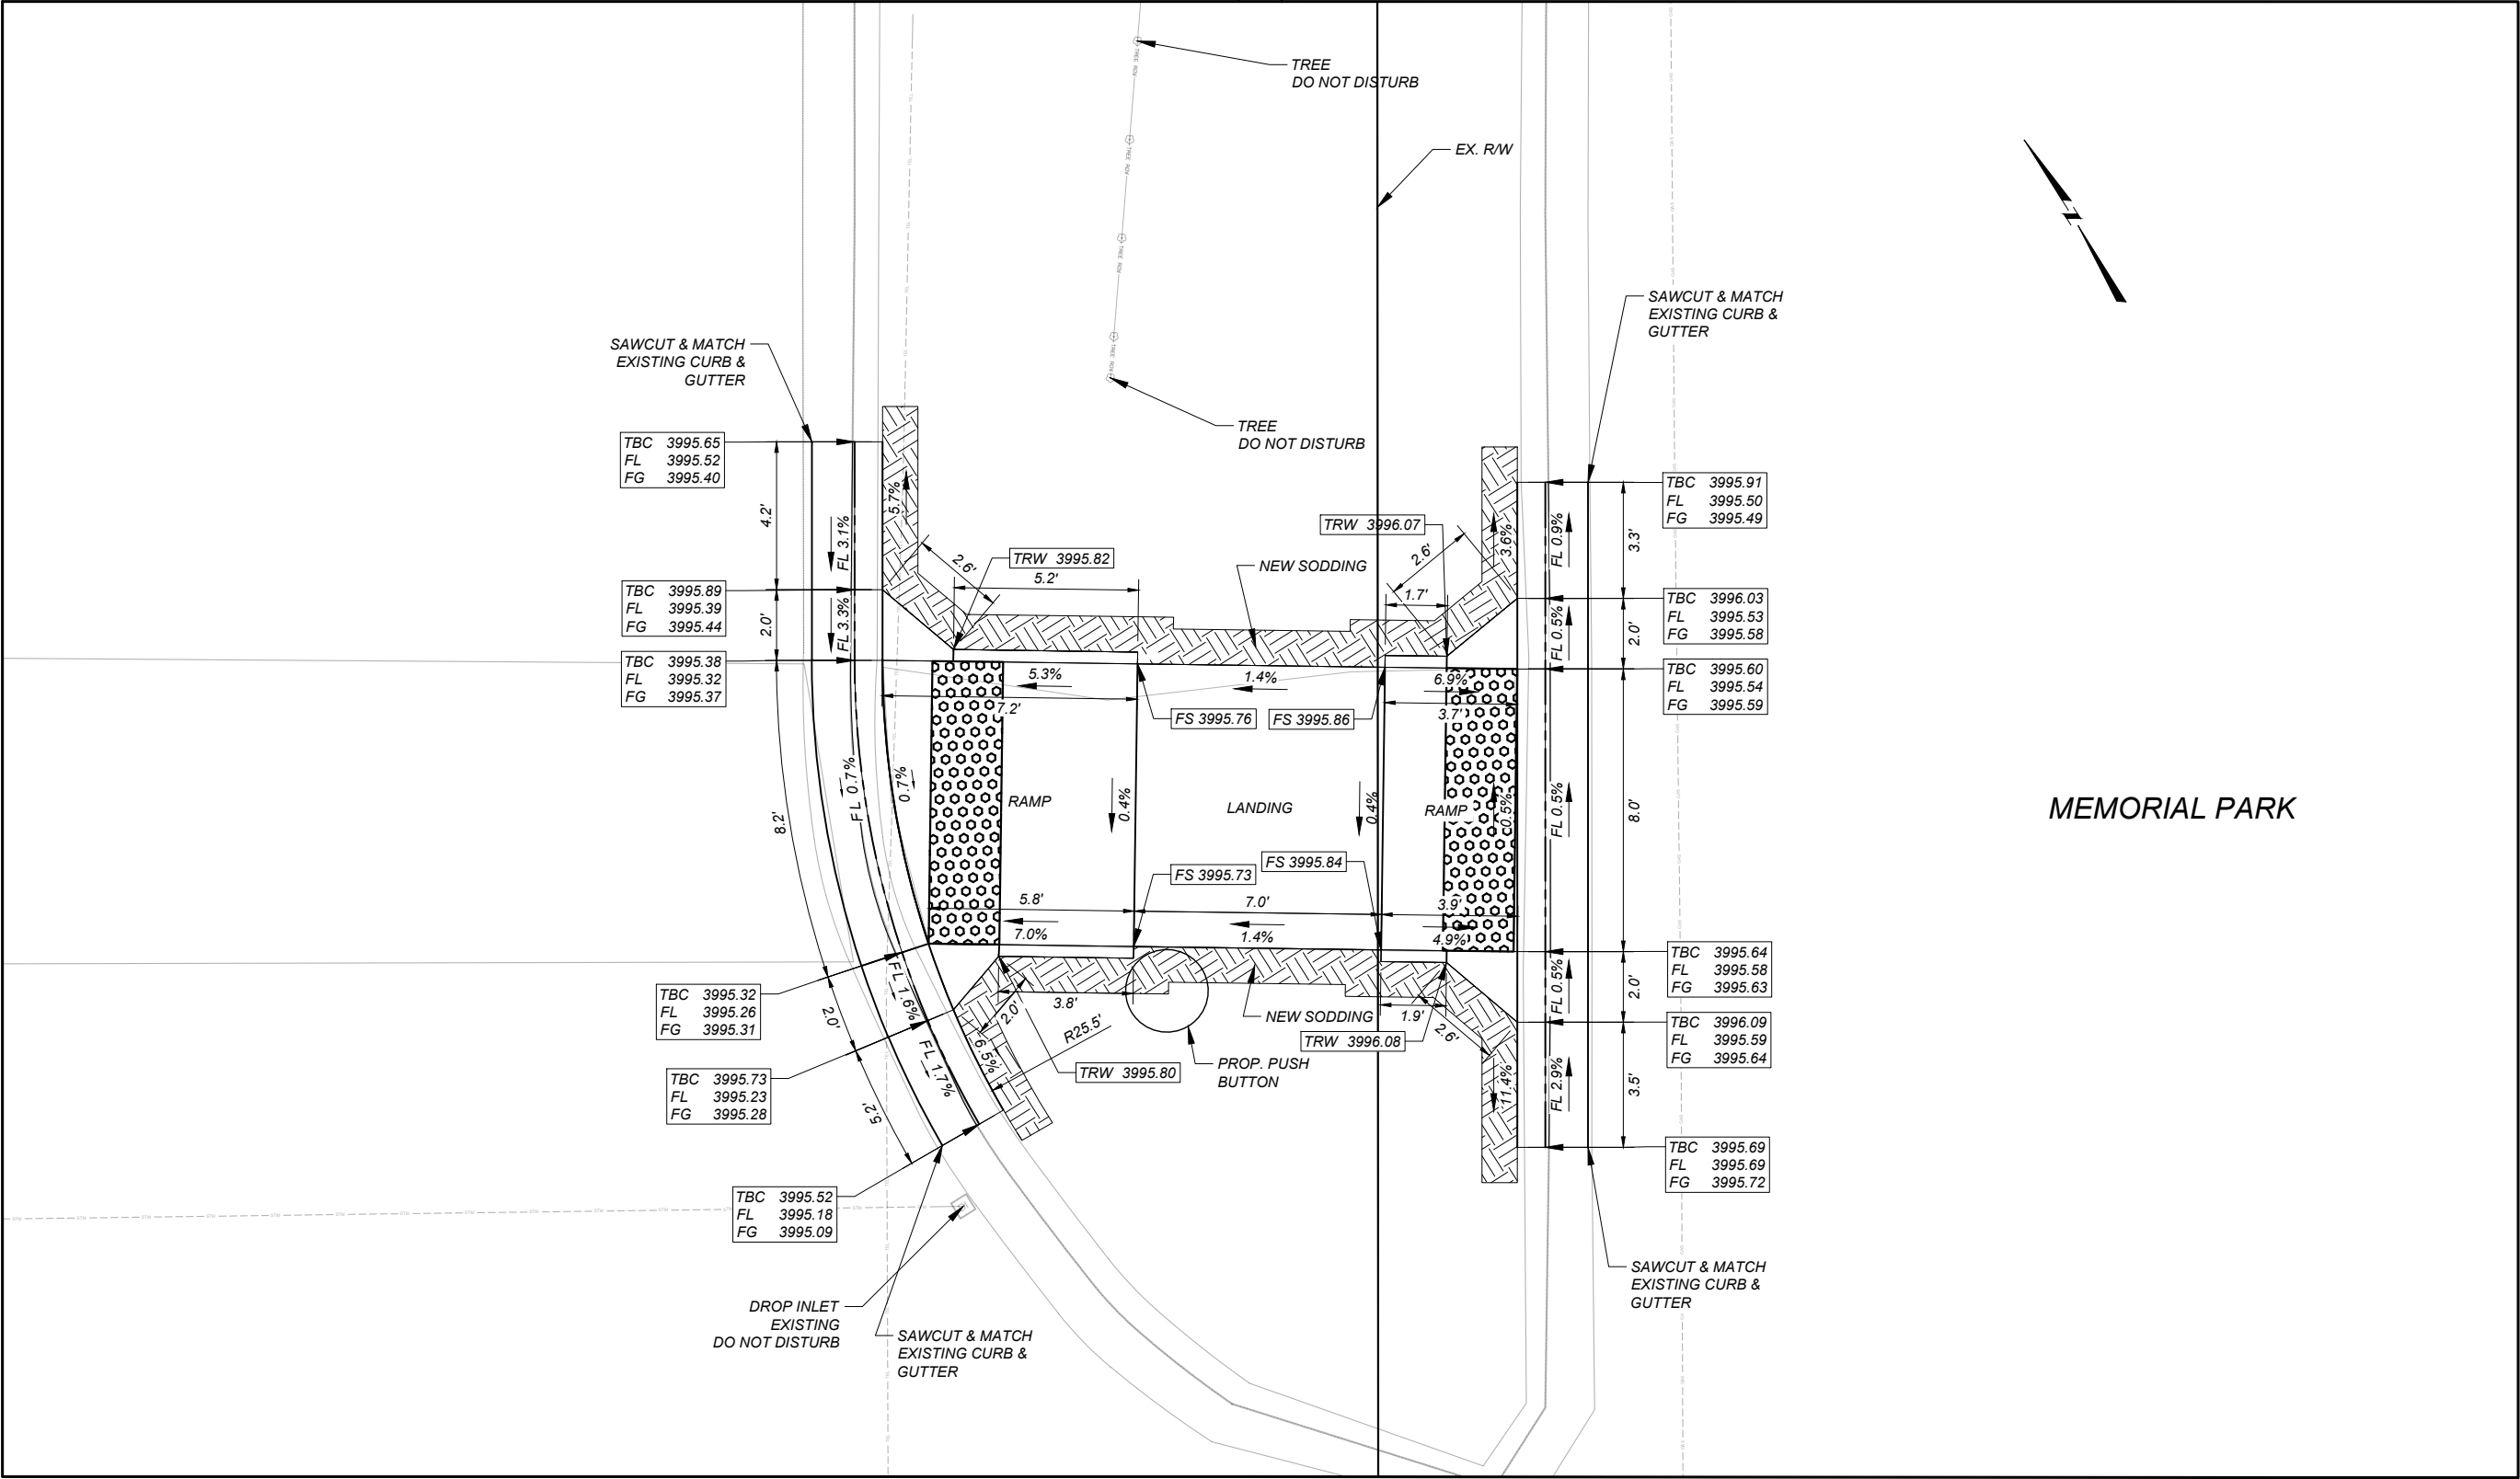 TREE
DO NOT DISTURB
EX. R/W
SAWCUT & MATCH
EXISTING CURB &
GUTTER
SAWCUT & MATCH
EXISTING CURB &
GUTTER
TREE
DO NOT DISTURB
TBC 3995.65
FL 3995.52
FG 3995.40
TBC 3995.91
FL 3995.50
FG 3995.49
4.2'
FL 3.1%
5.7%
2.6'
TRW 3995.82
5.2'
NEW SODDING
TRW 3996.07
2.6'
1.7'
3.6%
FL 0.9%
3.3'
TBC 3995.89
FL 3995.39
FG 3995.44
2.0'
FL 3.3%
TBC 3996.03
FL 3995.53
FG 3995.58
FL 0.5%
2.0'
TBC 3995.38
FL 3995.32
FG 3995.37
TBC 3995.60
FL 3995.54
FG 3995.59
5.3%
1.4%
6.9%
7.2'
3.7'
FS 3995.76
FS 3995.86
8.2'
FL 0.7%
0.7%
RAMP
0.4%
LANDING
0.4%
RAMP
0.5%
FL 0.5%
8.0'
MEMORIAL PARK
FS 3995.73
FS 3995.84
5.8'
7.0'
3.9'
7.0%
1.4%
4.9%
TBC 3995.64
FL 3995.58
FG 3995.63
FL 0.5%
2.0'
TBC 3995.32
FL 3995.26
FG 3995.31
2.0'
FL 1.6%
2.0'
3.8'
R25.5'
NEW SODDING
1.9'
2.6'
TRW 3996.08
TBC 3996.09
FL 3995.59
FG 3995.64
6.5%
FL 1.7%
TRW 3995.80
PROP. PUSH
BUTTON
11.4%
FL 2.9%
3.5'
TBC 3995.73
FL 3995.23
FG 3995.28
5.2'
TBC 3995.69
FL 3995.69
FG 3995.72
TBC 3995.52
FL 3995.18
FG 3995.09
DROP INLET
EXISTING
DO NOT DISTURB
SAWCUT & MATCH
EXISTING CURB &
GUTTER
SAWCUT & MATCH
EXISTING CURB &
GUTTER